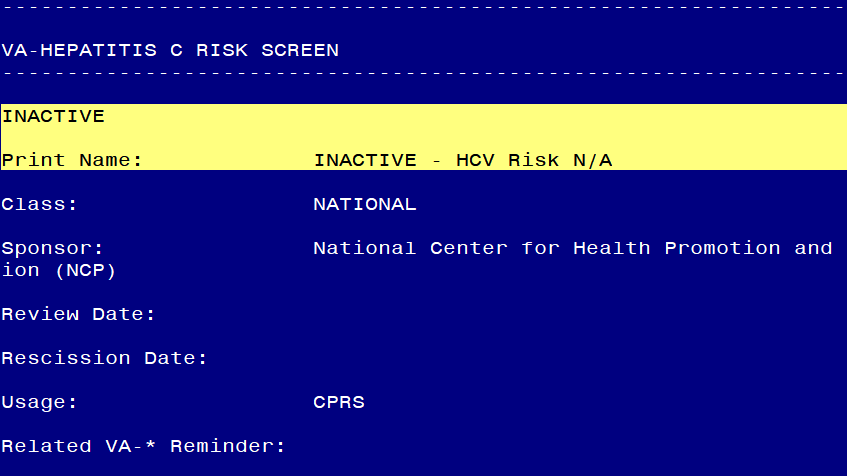 --------------------------------------------------------------------------------
VA-HEPATITIS C RISK SCREEN
--------------------------------------------------------------------------------
INACTIVE
Print Name: INACTIVE - HCV Risk N/A
Class: NATIONAL
Sponsor: National Center for Health Promotion and
ion (NCP)
Review Date:
Rescission Date:
Usage: CPRS
Related VA-* Reminder: